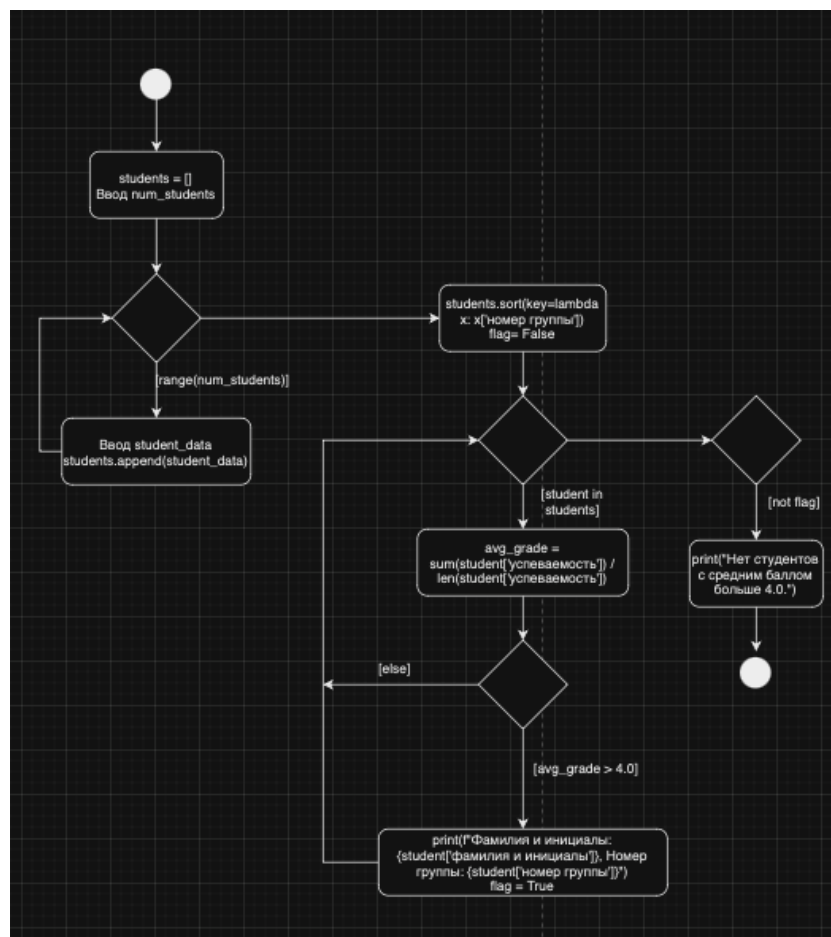 students = []
Ввод num_students
[range(num_students)]
Ввод student_data
students.append(student_data)
students.sort(key=lambda
x: x['номер группы'])
flag= False
[student in
students]
avg_grade =
sum(student['успеваемость']) /
len(student['успеваемость'])
[else]
[avg_grade > 4.0]
print(f"Фамилия и инициалы:
{student['фамилия и инициалы']}, Номер
группы: {student['номер группы']}")
flag = True
[not flag]
print("Нет студентов
с средним баллом
больше 4.0.")